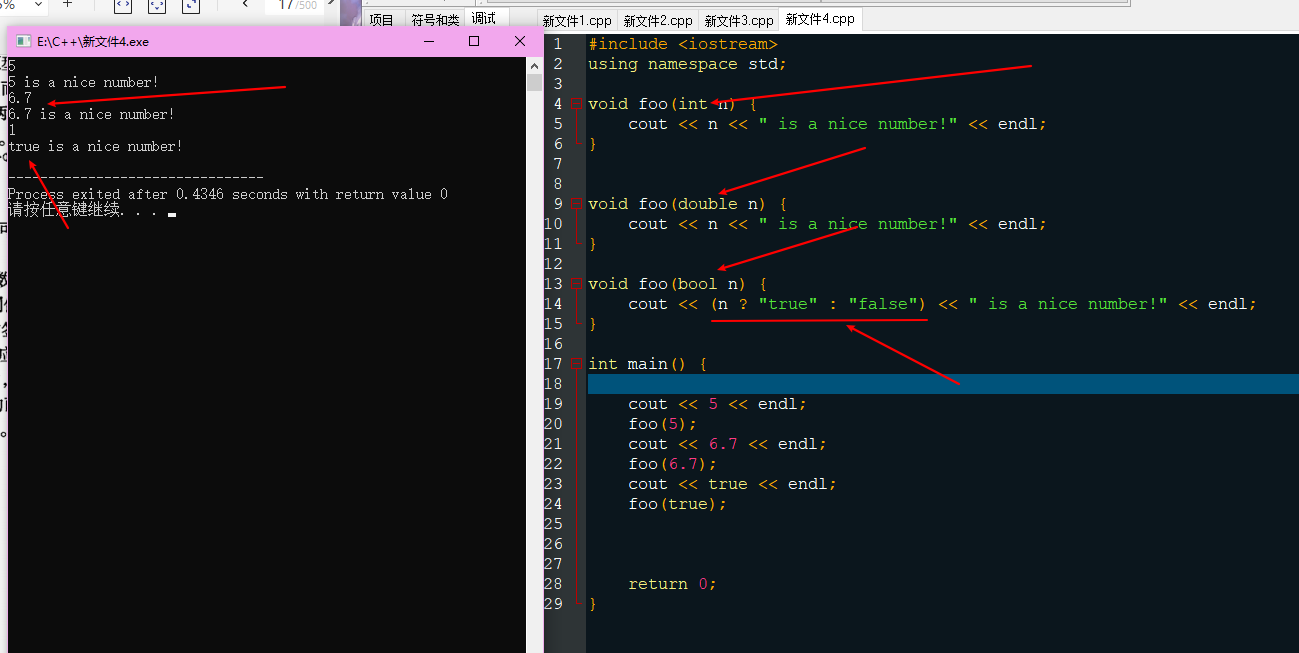 17/500
项目 符号和类 调试
新文件1.cpp 新文件2.cpp 新文件3.cpp 新文件4.cpp
E:\C++\新文件4.exe
5
5 is a nice number!
6.7
6.7 is a nice number!
1
true is a nice number!
--------------------------------
Process exited after 0.4346 seconds with return value 0
请按任意键继续. . .
1 #include <iostream>
2 using namespace std;
3
4 void foo(int n) {
5 cout << n << " is a nice number!" << endl;
6 }
7
8
9 void foo(double n) {
10 cout << n << " is a nice number!" << endl;
11 }
12
13 void foo(bool n) {
14 cout << (n ? "true" : "false") << " is a nice number!" << endl;
15 }
16
17 int main() {
18
19 cout << 5 << endl;
20 foo(5);
21 cout << 6.7 << endl;
22 foo(6.7);
23 cout << true << endl;
24 foo(true);
25
26
27
28 return 0;
29 }